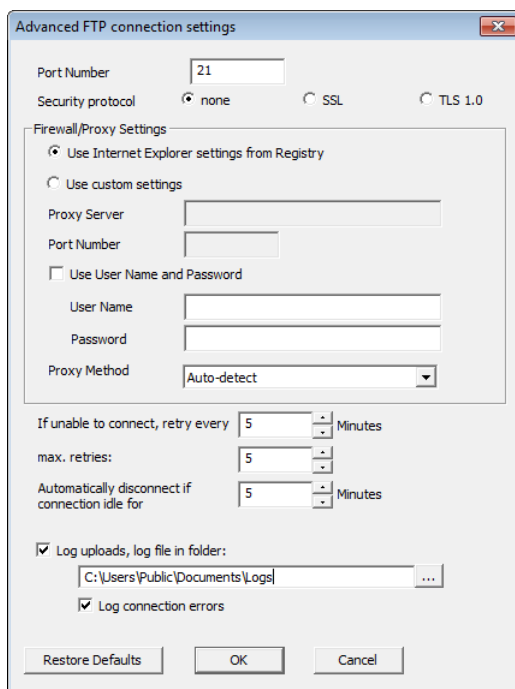 Advanced FTP connection settings
Port Number 21
Security protocol none SSL TLS 1.0
Firewall/Proxy Settings
Use Internet Explorer settings from Registry
Use custom settings
Proxy Server
Port Number
Use User Name and Password
User Name
Password
Proxy Method Auto-detect
If unable to connect, retry every 5 Minutes
max. retries: 5
Automatically disconnect if
connection idle for 5 Minutes
Log uploads, log file in folder:
C:\Users\Public\Documents\Logs ...
Log connection errors
Restore Defaults OK Cancel